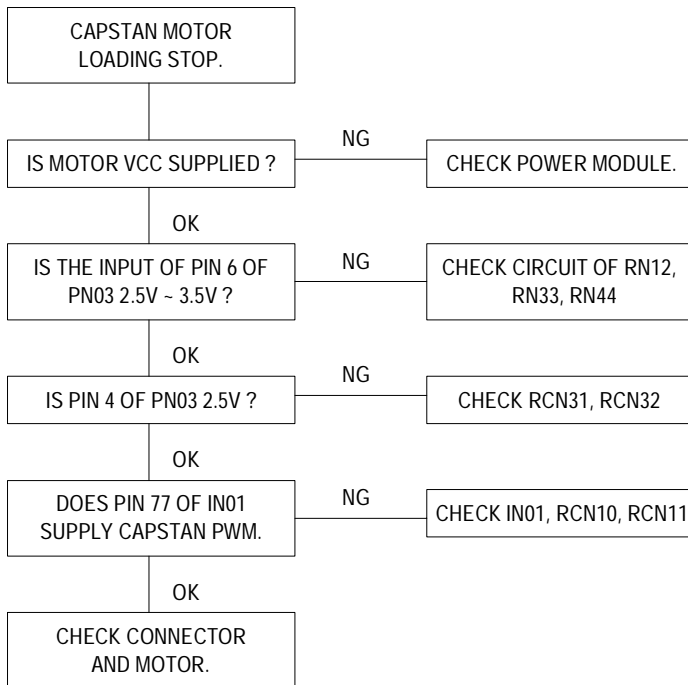 CAPSTAN MOTOR
LOADING STOP.
IS MOTOR VCC SUPPLIED ?
NG
CHECK POWER MODULE.
OK
IS THE INPUT OF PIN 6 OF
PN03 2.5V ~ 3.5V ?
NG
CHECK CIRCUIT OF RN12,
RN33, RN44
OK
IS PIN 4 OF PN03 2.5V ?
NG
CHECK RCN31, RCN32
OK
DOES PIN 77 OF IN01
SUPPLY CAPSTAN PWM.
NG
CHECK IN01, RCN10, RCN11
OK
CHECK CONNECTOR
AND MOTOR.